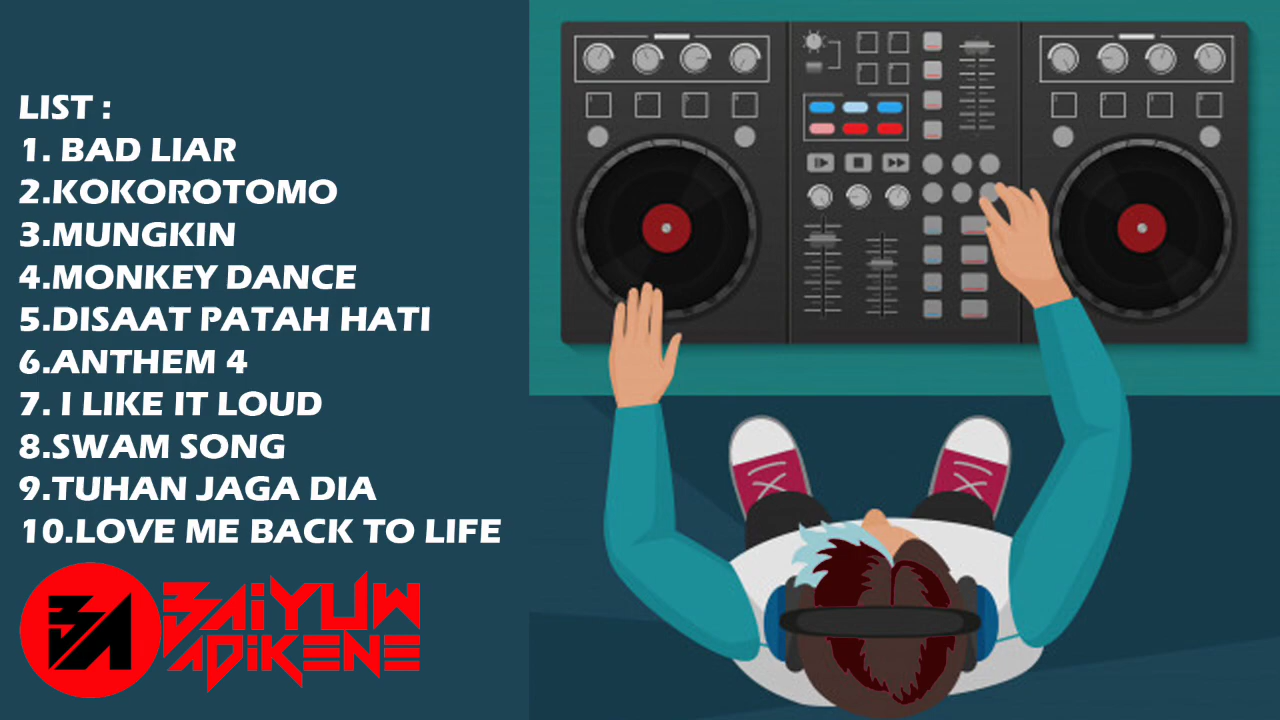 LIST :
1. BAD LIAR
2.KOKOROTOMO
3.MUNGKIN
4.MONKEY DANCE
5.DISAAT PATAH HATI
6.ANTHEM 4
7. I LIKE IT LOUD
8.SWAM SONG
9.TUHAN JAGA DIA
10.LOVE ME BACK TO LIFE
BA
BAIYUW
ADIKENE